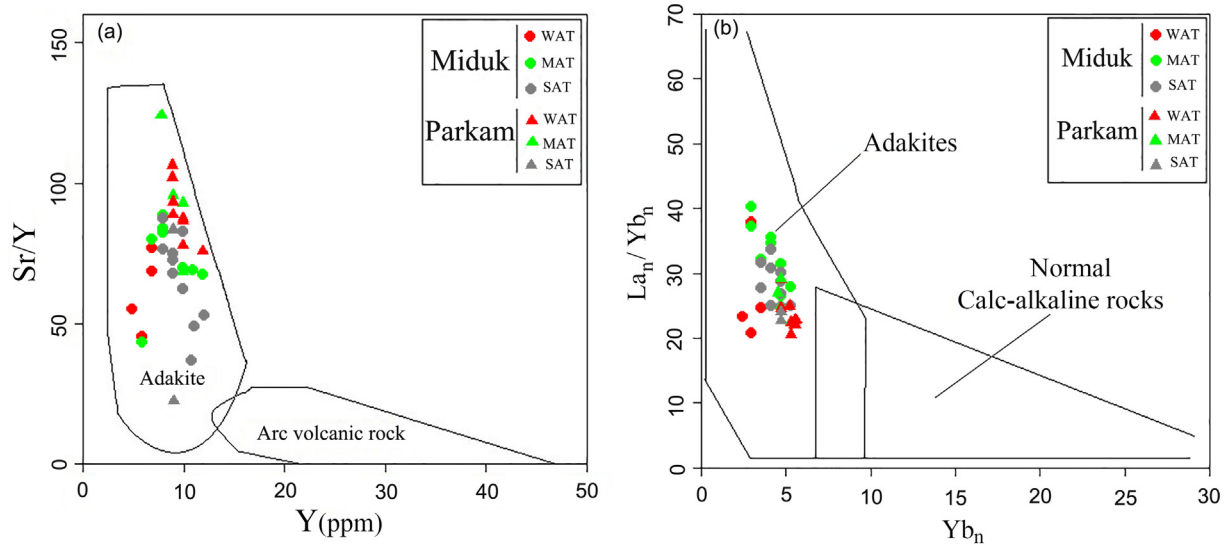 (a)
Sr/Y
150
100
50
0
0 10 20 30 40 50
Y(ppm)
Miduk
WAT
MAT
SAT
Parkam
WAT
MAT
SAT
Adakite
Arc volcanic rock
(b)
Laₙ/ Ybₙ
70
60
50
40
30
20
10
0
0 5 10 15 20 25 30
Ybₙ
Miduk
WAT
MAT
SAT
Parkam
WAT
MAT
SAT
Adakites
Normal
Calc-alkaline rocks